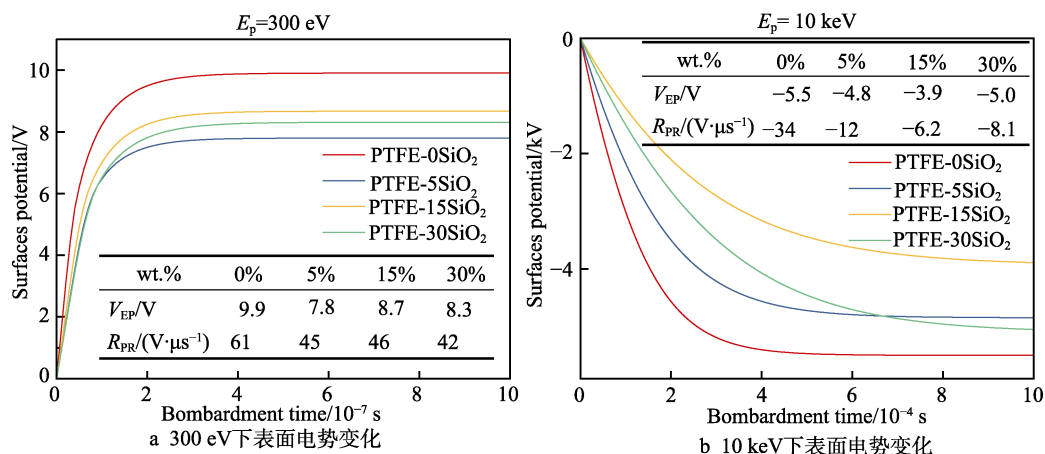 Eₚ=300 eV
10
8
6
4
2
0
Surfaces potential/V
PTFE-0SiO₂
PTFE-5SiO₂
PTFE-15SiO₂
PTFE-30SiO₂
wt.% 0% 5% 15% 30%
V_EP/V 9.9 7.8 8.7 8.3
R_PR/(V·μs⁻¹) 61 45 46 42
0 2 4 6 8 10
Bombardment time/10⁻⁷ s
a 300 eV下表面电势变化
Eₚ= 10 keV
0
−2
−4
Surfaces potential/kV
wt.% 0% 5% 15% 30%
V_EP/V −5.5 −4.8 −3.9 −5.0
R_PR/(V·μs⁻¹) −34 −12 −6.2 −8.1
PTFE-0SiO₂
PTFE-5SiO₂
PTFE-15SiO₂
PTFE-30SiO₂
0 2 4 6 8 10
Bombardment time/10⁻⁴ s
b 10 keV下表面电势变化